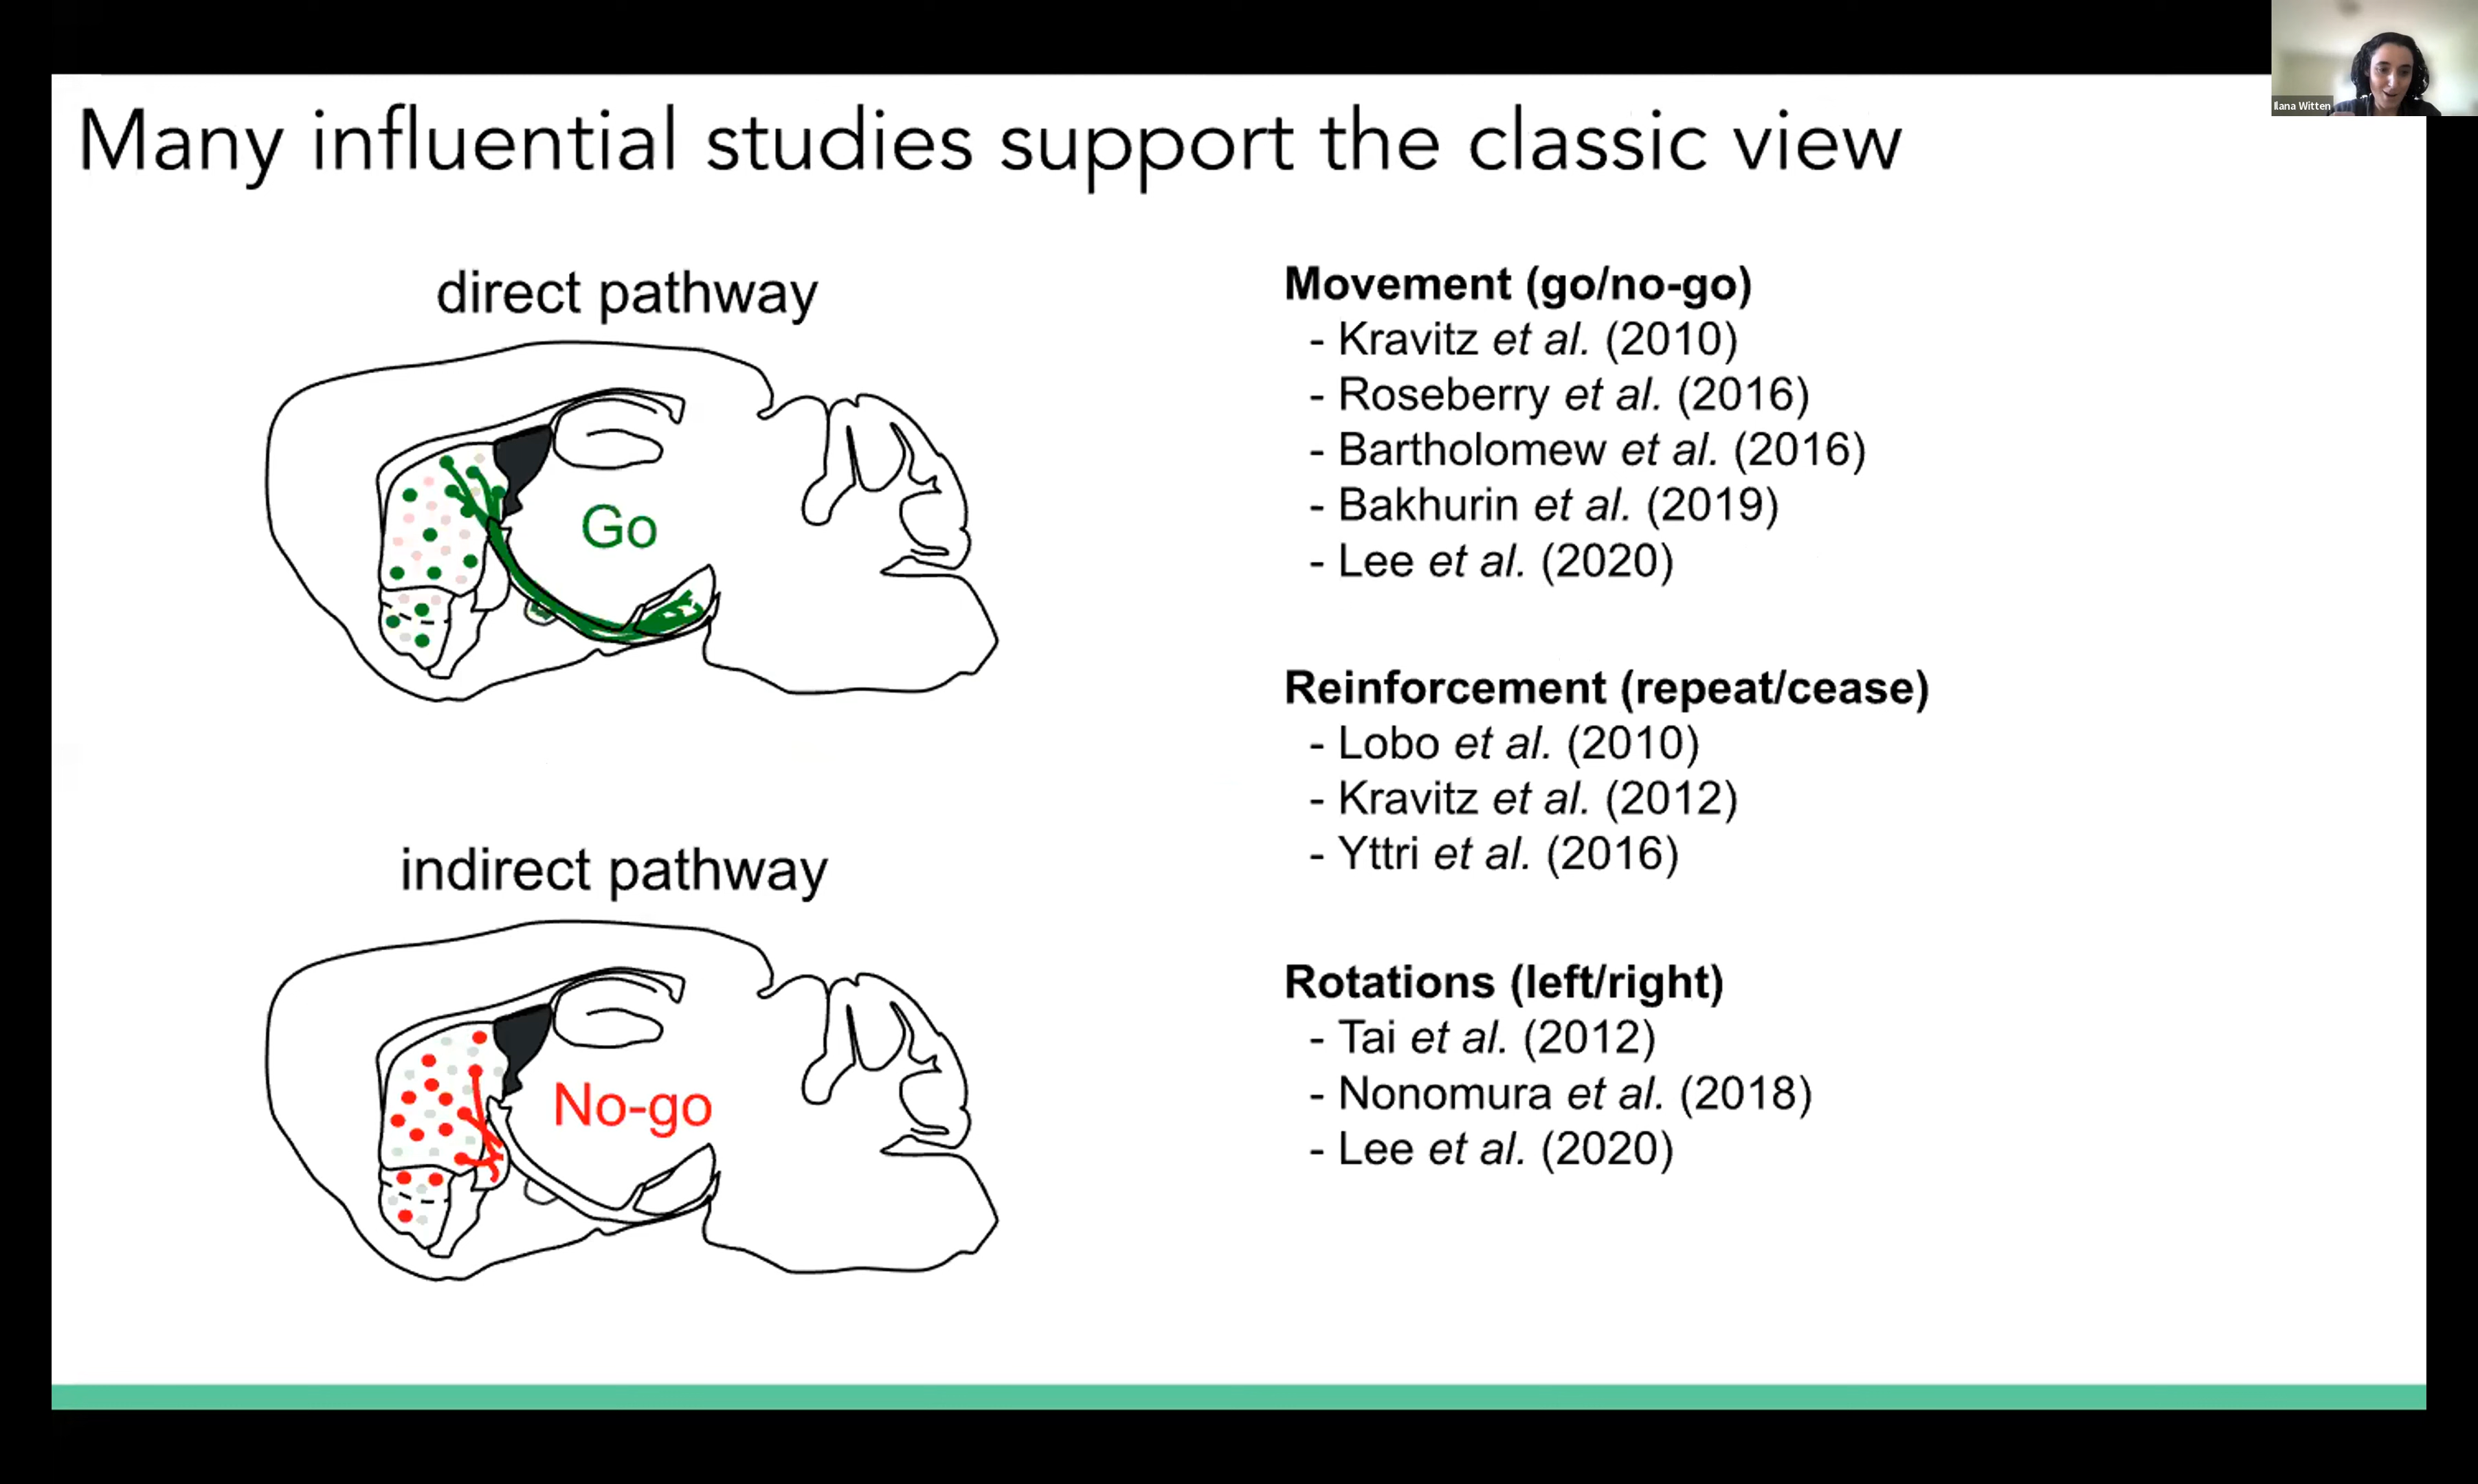 Many influential studies support the classic view
Ilana Witten
direct pathway
Go
indirect pathway
No-go
Movement (go/no-go)
- Kravitz et al. (2010)
- Roseberry et al. (2016)
- Bartholomew et al. (2016)
- Bakhurin et al. (2019)
- Lee et al. (2020)
Reinforcement (repeat/cease)
- Lobo et al. (2010)
- Kravitz et al. (2012)
- Yttri et al. (2016)
Rotations (left/right)
- Tai et al. (2012)
- Nonomura et al. (2018)
- Lee et al. (2020)